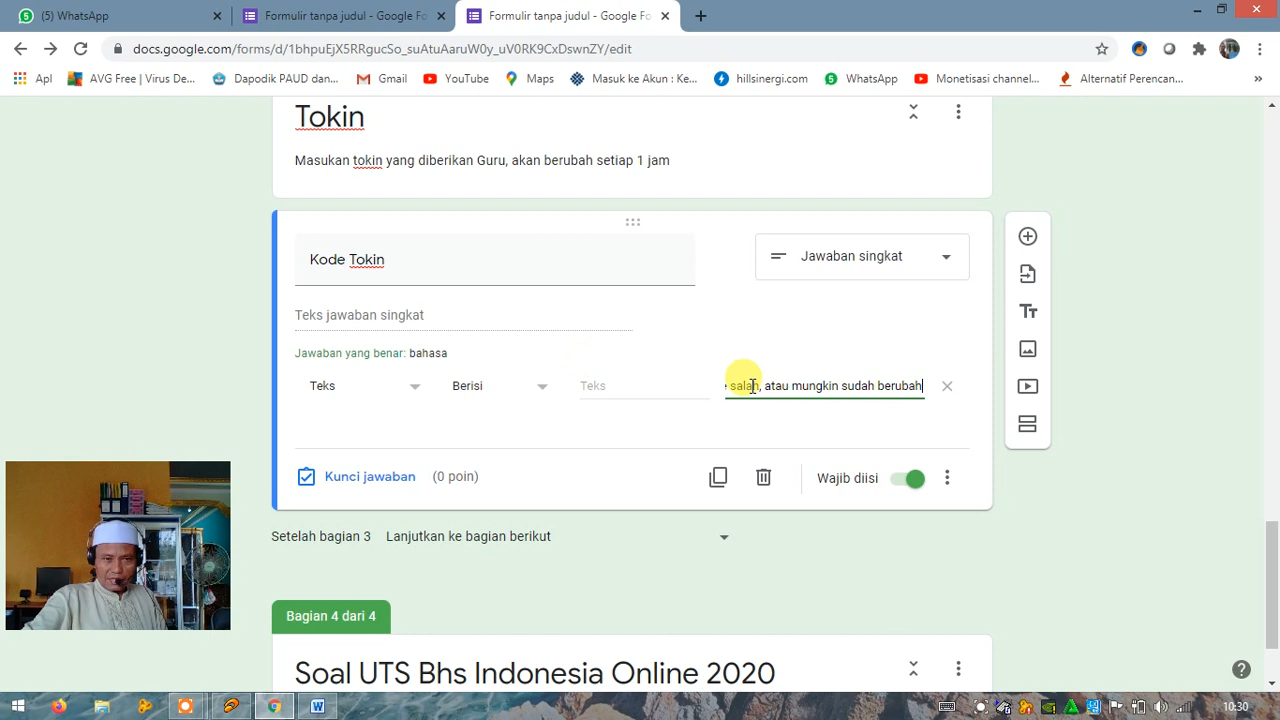 (5) WhatsApp
Formulir tanpa judul - Google Fo
Formulir tanpa judul - Google Fo
docs.google.com/forms/d/1bhpuEjX5RRgucSo_suAtuAaruW0y_uV0RK9CxDswnZY/edit
Apl
AVG Free | Virus De...
Dapodik PAUD dan...
Gmail
YouTube
Maps
Masuk ke Akun : Ke...
hillsinergi.com
WhatsApp
Monetisasi channel...
Alternatif Perencan...
»
Tokin
Masukan tokin yang diberikan Guru, akan berubah setiap 1 jam
Kode Tokin
Jawaban singkat
Teks jawaban singkat
Jawaban yang benar: bahasa
Teks
Berisi
Teks
salah, atau mungkin sudah berubah
Kunci jawaban
(0 poin)
Wajib diisi
Setelah bagian 3 Lanjutkan ke bagian berikut
Bagian 4 dari 4
Soal UTS Bhs Indonesia Online 2020
10:30